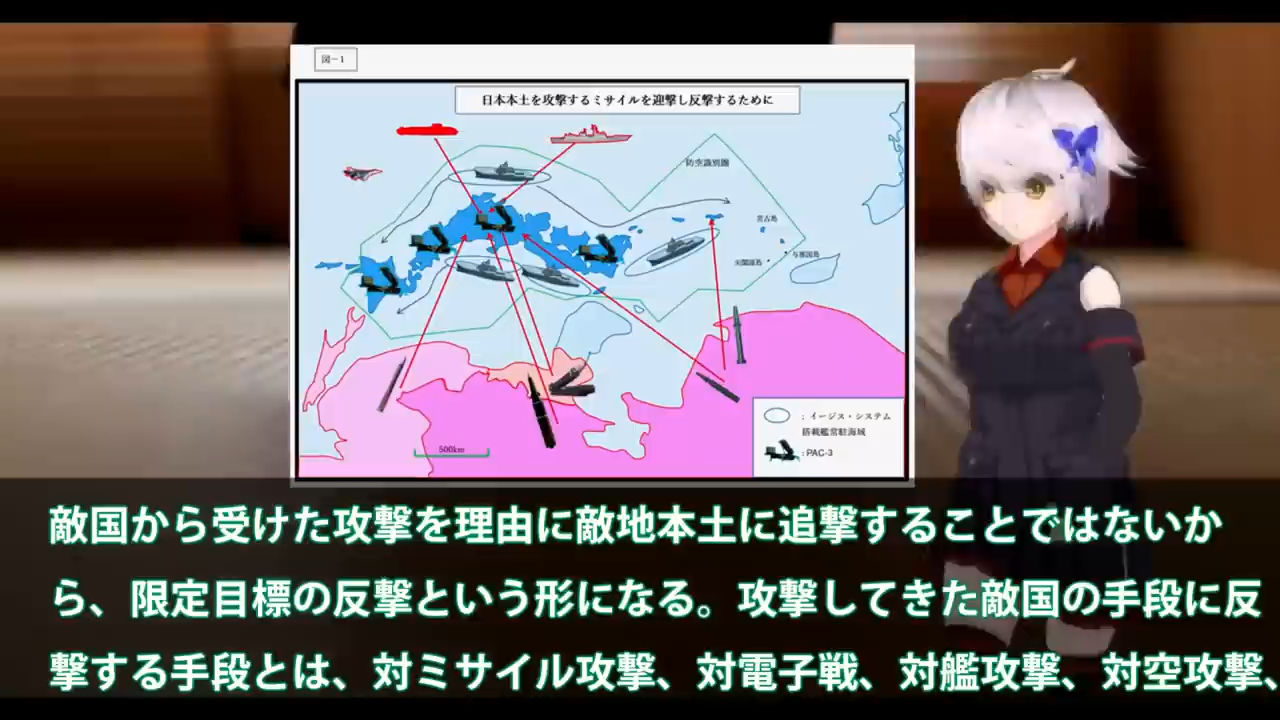 図－1
日本本土を攻撃するミサイルを迎撃し反撃するために
防空識別圏
宮古島
尖閣諸島
与那国島
500km
：イージス・システム
搭載艦常駐海域
：PAC-3
敵国から受けた攻撃を理由に敵地本土に追撃することではないか
ら、限定目標の反撃という形になる。攻撃してきた敵国の手段に反
撃する手段とは、対ミサイル攻撃、対電子戦、対艦攻撃、対空攻撃、